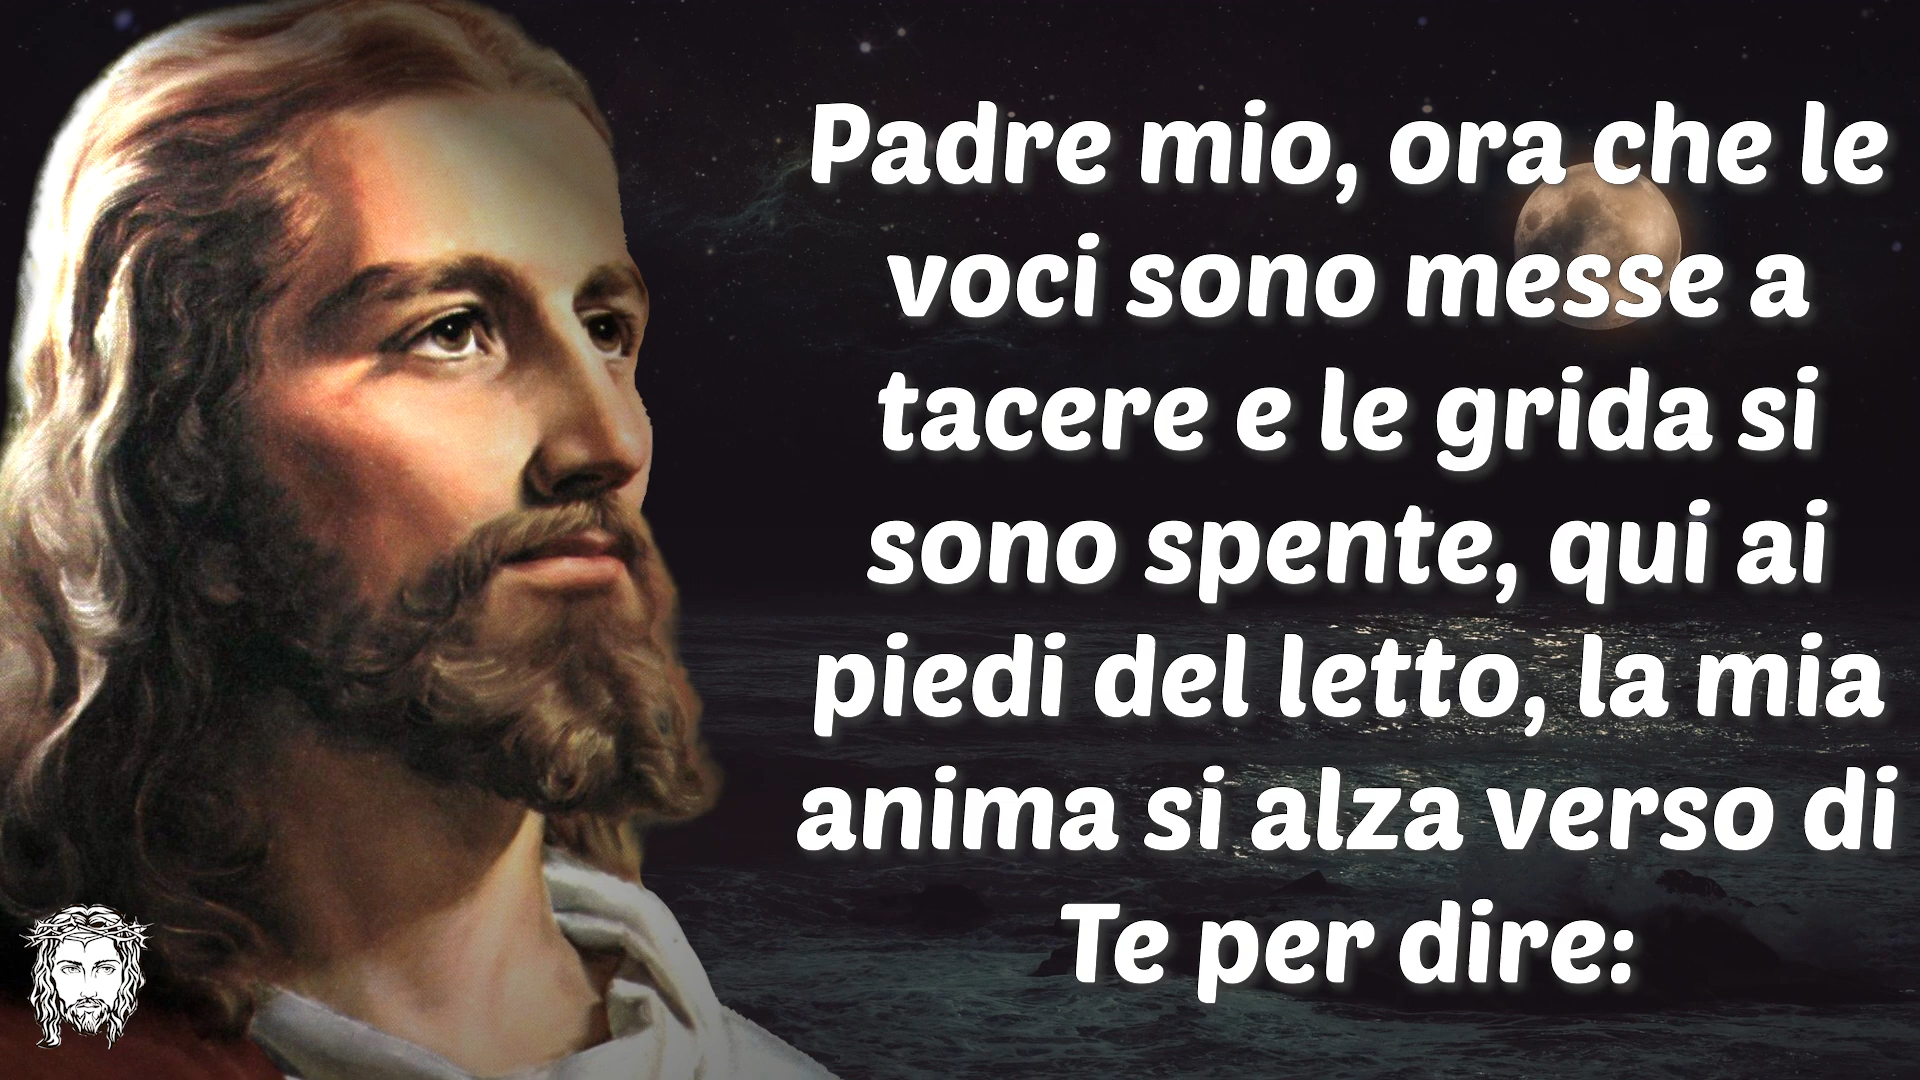 Padre mio, ora che le
voci sono messe a
tacere e le grida si
sono spente, qui ai
piedi del letto, la mia
anima si alza verso di
Te per dire: